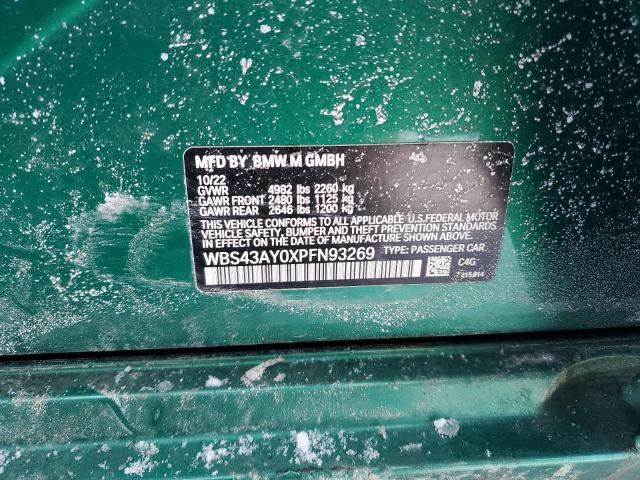 MFD BY BMW M GMBH
10/22
GVWR 4982 lbs 2260 kg
GAWR FRONT 2480 lbs 1125 kg
GAWR REAR 2646 lbs 1200 kg
THIS VEHICLE CONFORMS TO ALL APPLICABLE U.S.FEDERAL MOTOR
VEHICLE SAFETY, BUMPER AND THEFT PREVENTION STANDARDS
IN EFFECT ON THE DATE OF MANUFACTURE SHOWN ABOVE.
WBS43AY0XPFN93269 TYPE: PASSENGER CAR
C4G
7315814